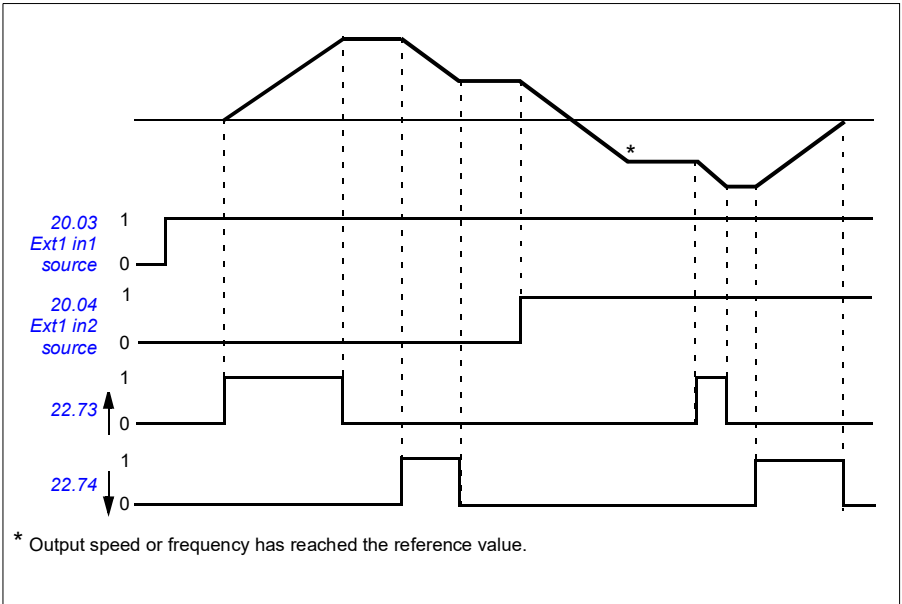 *
20.03
Ext1 in1
source
1
0
20.04
Ext1 in2
source
1
0
22.73
1
0
22.74
1
0
* Output speed or frequency has reached the reference value.